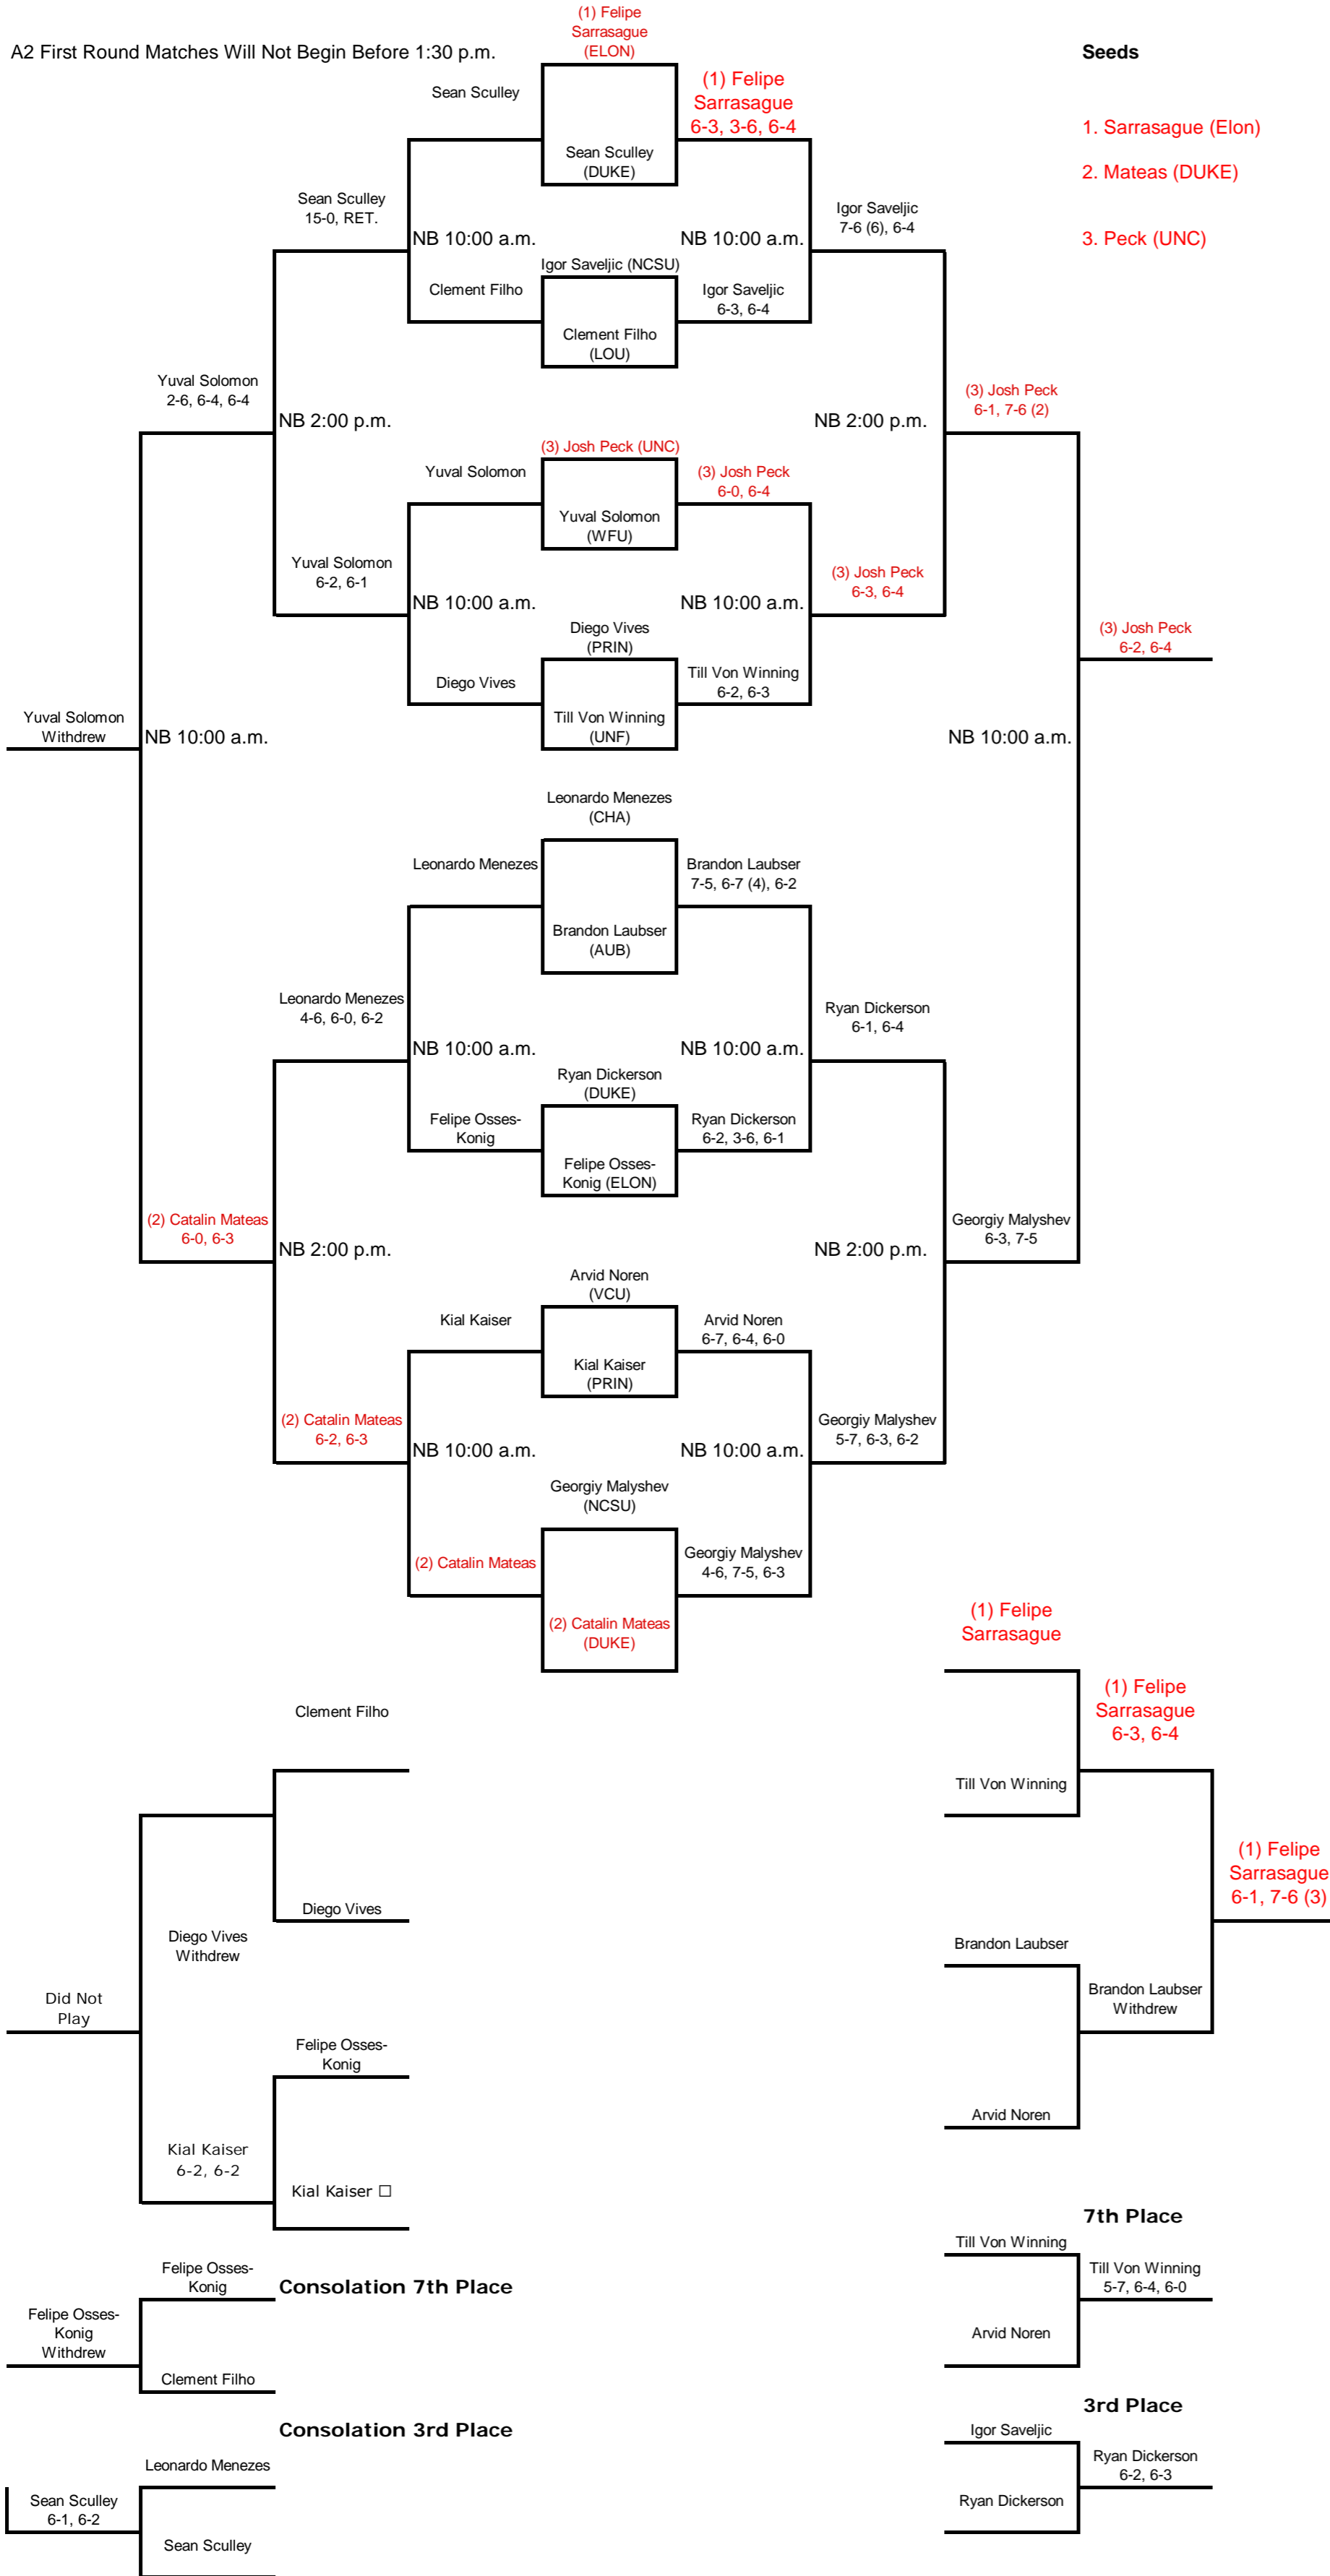 (1) Felipe
Sarrasague
(ELON)
A2 First Round Matches Will Not Begin Before 1:30 p.m.
Seeds
Sean Sculley
(1) Felipe
Sarrasague
6-3, 3-6, 6-4
1. Sarrasague (Elon)
Sean Sculley
(DUKE)
2. Mateas (DUKE)
Sean Sculley
15-0, RET.
Igor Saveljic
7-6 (6), 6-4
NB 10:00 a.m.
NB 10:00 a.m.
3. Peck (UNC)
Igor Saveljic (NCSU)
Clement Filho
Igor Saveljic
6-3, 6-4
Clement Filho
(LOU)
Yuval Solomon
2-6, 6-4, 6-4
(3) Josh Peck
6-1, 7-6 (2)
NB 2:00 p.m.
NB 2:00 p.m.
(3) Josh Peck (UNC)
Yuval Solomon
(3) Josh Peck
6-0, 6-4
Yuval Solomon
(WFU)
Yuval Solomon
6-2, 6-1
(3) Josh Peck
6-3, 6-4
NB 10:00 a.m.
NB 10:00 a.m.
Diego Vives
(PRIN)
(3) Josh Peck
6-2, 6-4
Diego Vives
Till Von Winning
6-2, 6-3
Yuval Solomon
Withdrew
Till Von Winning
(UNF)
NB 10:00 a.m.
NB 10:00 a.m.
Leonardo Menezes
(CHA)
Leonardo Menezes
Brandon Laubser
7-5, 6-7 (4), 6-2
Brandon Laubser
(AUB)
Leonardo Menezes
4-6, 6-0, 6-2
Ryan Dickerson
6-1, 6-4
NB 10:00 a.m.
NB 10:00 a.m.
Ryan Dickerson
(DUKE)
Felipe Osses-
Konig
Ryan Dickerson
6-2, 3-6, 6-1
Felipe Osses-
Konig (ELON)
(2) Catalin Mateas
6-0, 6-3
Georgiy Malyshev
6-3, 7-5
NB 2:00 p.m.
NB 2:00 p.m.
Arvid Noren
(VCU)
Kial Kaiser
Arvid Noren
6-7, 6-4, 6-0
Kial Kaiser
(PRIN)
(2) Catalin Mateas
6-2, 6-3
Georgiy Malyshev
5-7, 6-3, 6-2
NB 10:00 a.m.
NB 10:00 a.m.
Georgiy Malyshev
(NCSU)
(2) Catalin Mateas
Georgiy Malyshev
4-6, 7-5, 6-3
(2) Catalin Mateas
(DUKE)
(1) Felipe
Sarrasague
Clement Filho
(1) Felipe
Sarrasague
6-3, 6-4
Till Von Winning
Diego Vives
(1) Felipe
Sarrasague
6-1, 7-6 (3)
Diego Vives
Withdrew
Brandon Laubser
Did Not
Play
Brandon Laubser
Withdrew
Felipe Osses-
Konig
Arvid Noren
Kial Kaiser
6-2, 6-2
Kial Kaiser □
7th Place
Till Von Winning
Felipe Osses-
Konig
Consolation 7th Place
Till Von Winning
5-7, 6-4, 6-0
Felipe Osses-
Konig
Withdrew
Arvid Noren
Clement Filho
3rd Place
Consolation 3rd Place
Igor Saveljic
Leonardo Menezes
Ryan Dickerson
6-2, 6-3
Sean Sculley
6-1, 6-2
Ryan Dickerson
Sean Sculley